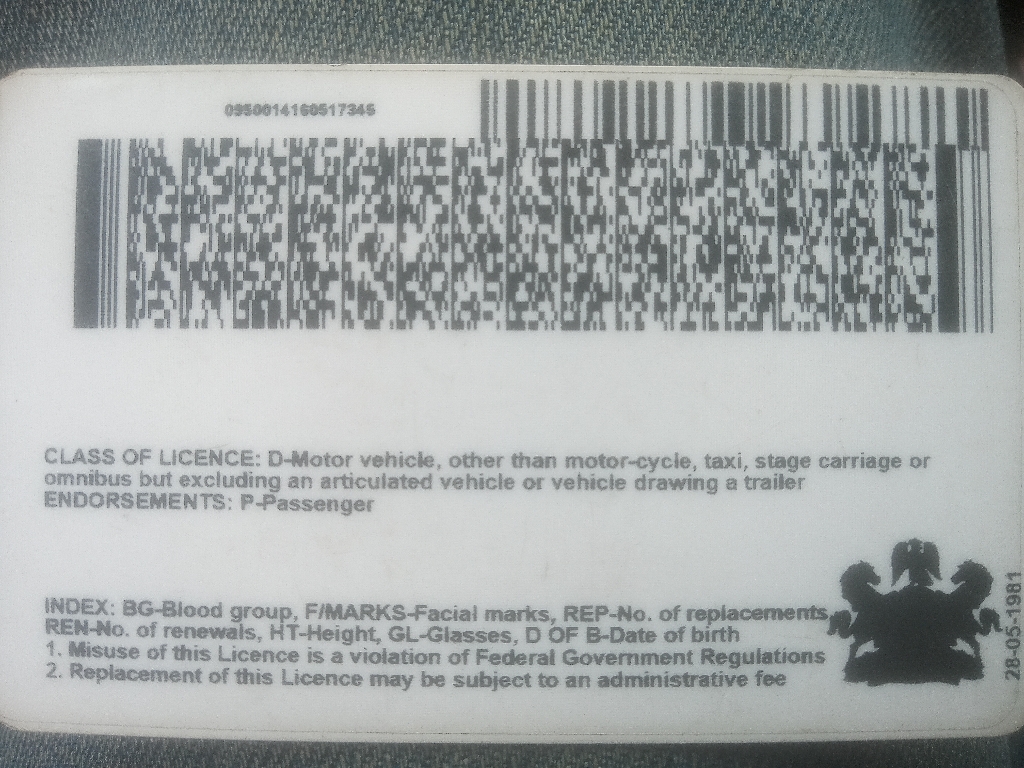 0950014160517345
CLASS OF LICENCE: D-Motor vehicle, other than motor-cycle, taxi, stage carriage or
omnibus but excluding an articulated vehicle or vehicle drawing a trailer
ENDORSEMENTS: P-Passenger
INDEX: BG-Blood group, F/MARKS-Facial marks, REP-No. of replacements,
REN-No. of renewals, HT-Height, GL-Glasses, D OF B-Date of birth
1. Misuse of this Licence is a violation of Federal Government Regulations
2. Replacement of this Licence may be subject to an administrative fee
28-05-1981